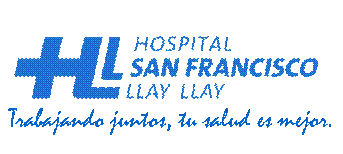 HOSPITAL
SAN FRANCISCO
LLAY LLAY
Trabajando juntos, tu salud es mejor.